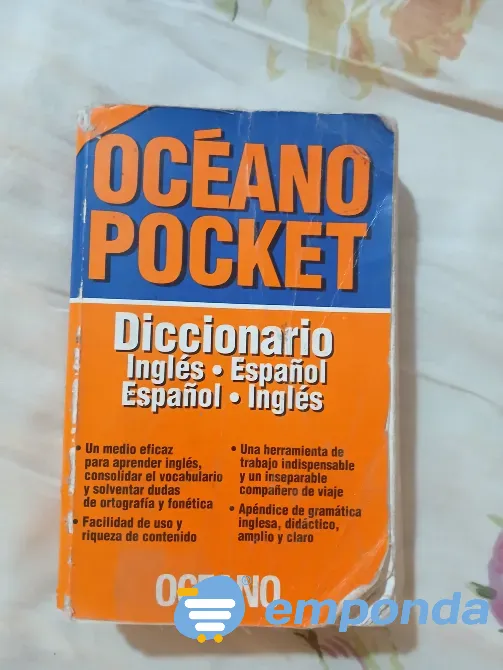 OCÉANO
POCKET
Diccionario
Inglés • Español
Español • Inglés
• Un medio eficaz
para aprender inglés,
consolidar el vocabulario
y solventar dudas
de ortografía y fonética
• Facilidad de uso y
riqueza de contenido
• Una herramienta de
trabajo indispensable
y un inseparable
compañero de viaje
• Apéndice de gramática
inglesa, didáctico,
amplio y claro
OCEANO
emponda